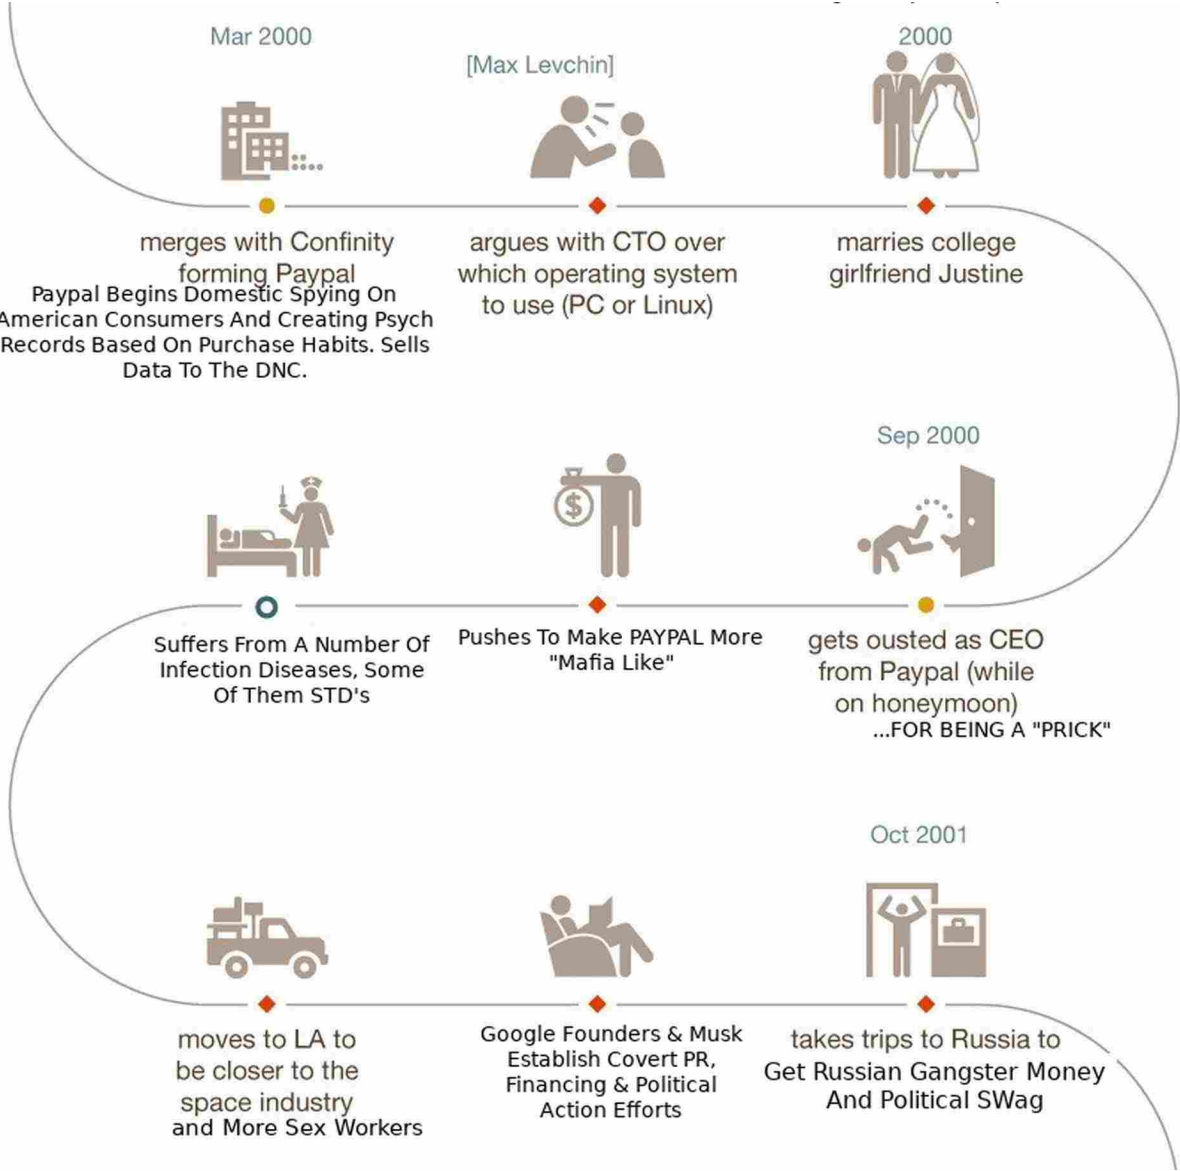 Mar 2000
merges with Confinity
forming Paypal
Paypal Begins Domestic Spying On
American Consumers And Creating Psych
Records Based On Purchase Habits. Sells
Data To The DNC.
[Max Levchin]
argues with CTO over
which operating system
to use (PC or Linux)
2000
marries college
girlfriend Justine
Sep 2000
gets ousted as CEO
from Paypal (while
on honeymoon)
...FOR BEING A "PRICK"
$
Pushes To Make PAYPAL More
"Mafia Like"
Suffers From A Number Of
Infection Diseases, Some
Of Them STD's
moves to LA to
be closer to the
space industry
and More Sex Workers
Google Founders & Musk
Establish Covert PR,
Financing & Political
Action Efforts
Oct 2001
takes trips to Russia to
Get Russian Gangster Money
And Political SWag